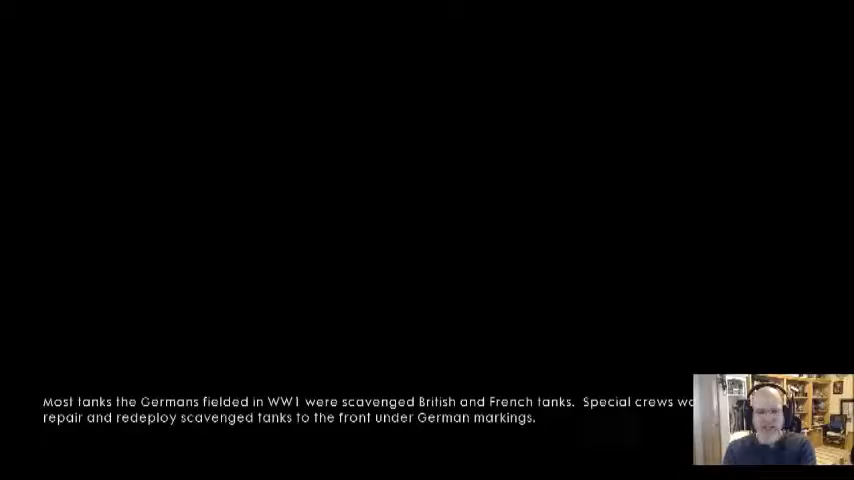 Most tanks the Germans fielded in WW1 were scavenged British and French tanks. Special crews
repair and redeploy scavenged tanks to the front under German markings.